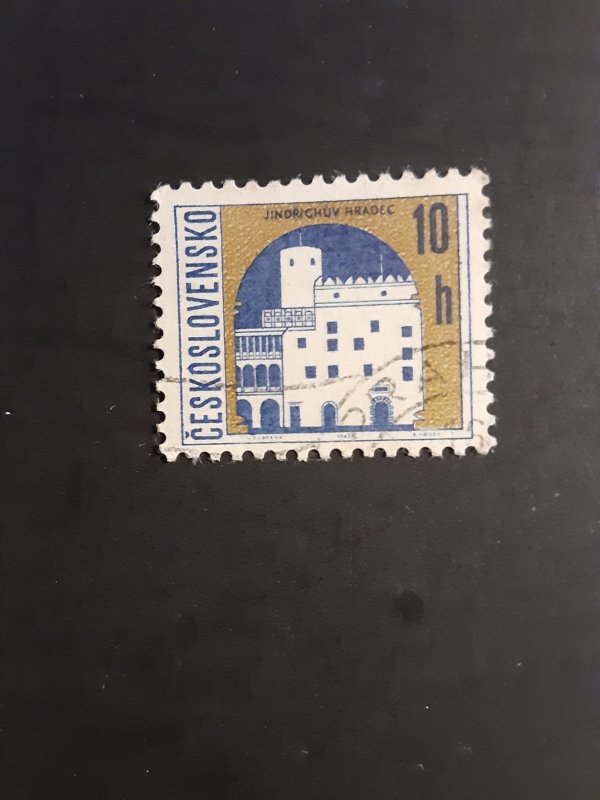 ČESKOSLOVENSKO
JINDŘICHŮV HRADEC
10
h